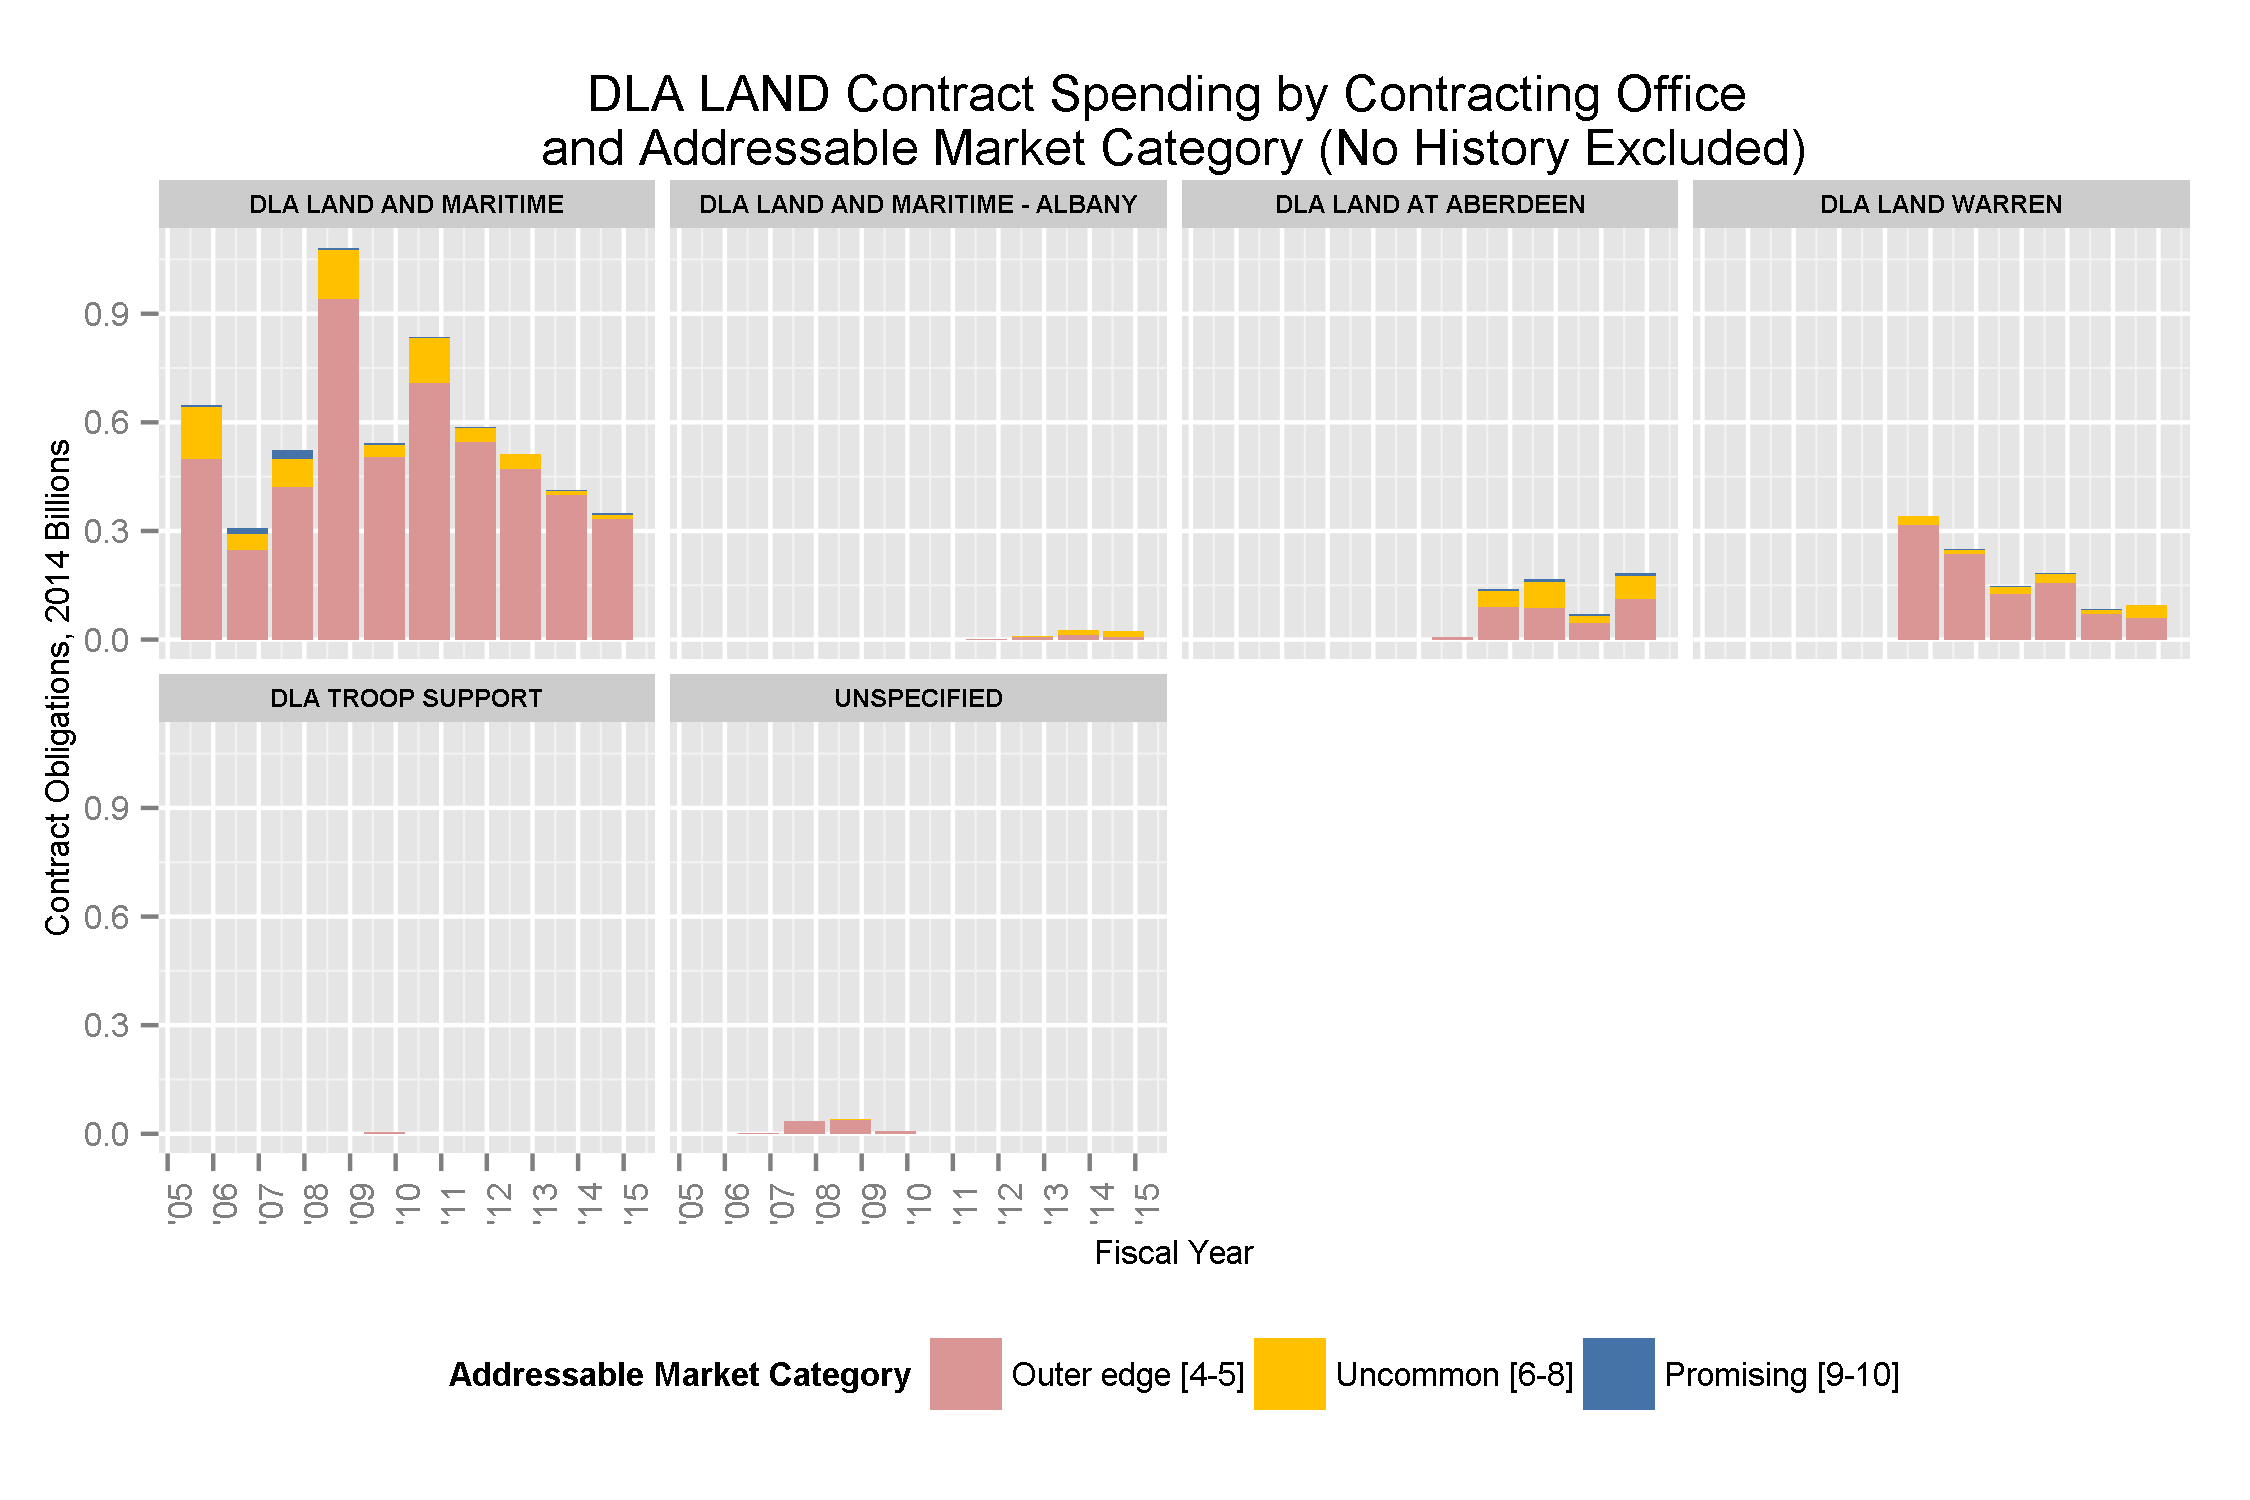 DLA LAND Contract Spending by Contracting Office
and Addressable Market Category (No History Excluded)
DLA LAND AND MARITIME
DLA LAND AND MARITIME - ALBANY
DLA LAND AT ABERDEEN
DLA LAND WARREN
0.9
0.6
0.3
0.0
Contract Obligations, 2014 Billions
DLA TROOP SUPPORT
UNSPECIFIED
0.9
0.6
0.3
0.0
'05
'06
'07
'08
'09
'10
'11
'12
'13
'14
'15
'05
'06
'07
'08
'09
'10
'11
'12
'13
'14
'15
Fiscal Year
Addressable Market Category
Outer edge [4-5]
Uncommon [6-8]
Promising [9-10]